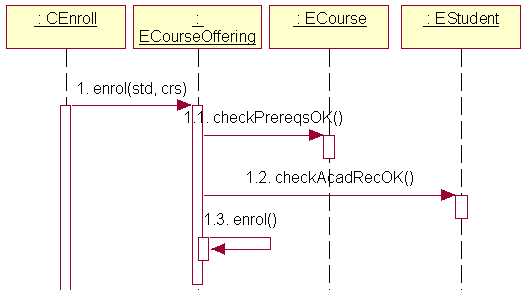 : CEnroll
:
ECourseOffering
: ECourse
: EStudent
1. enrol(std, crs)
1.1. checkPrereqsOK()
1.2. checkAcadRecOK()
1.3. enrol()